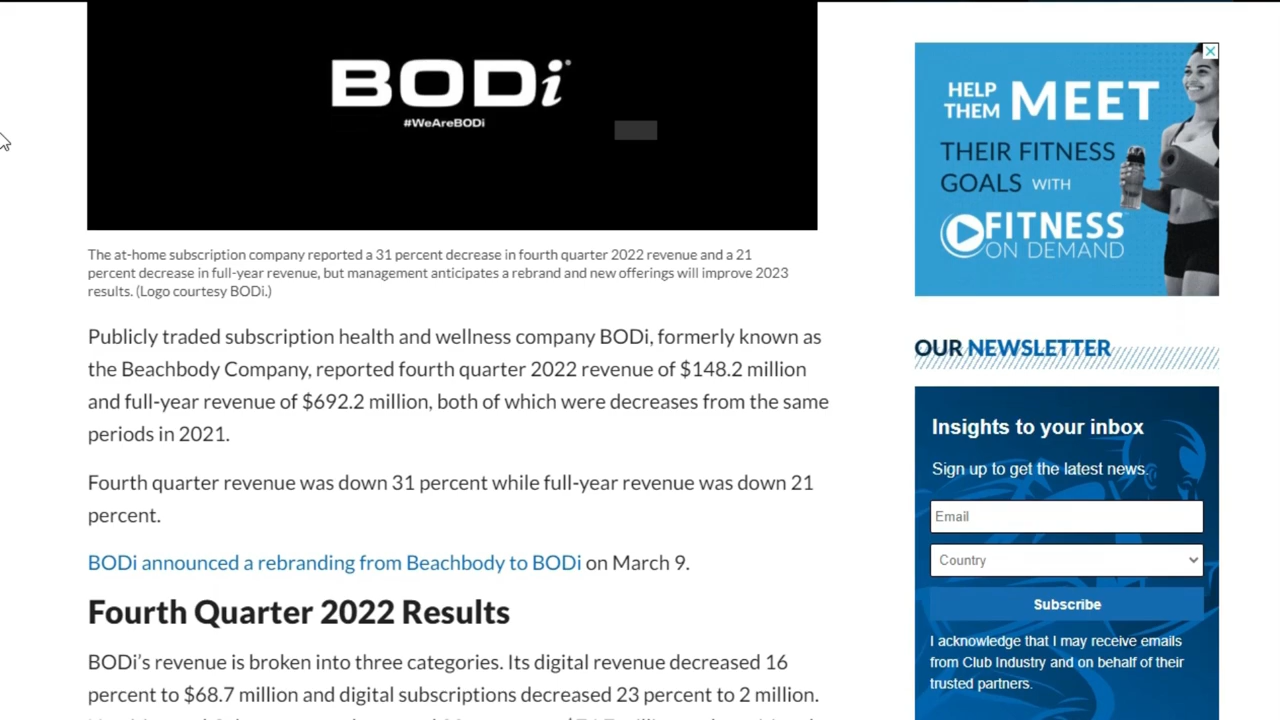 BODi
#WeAreBODi
The at-home subscription company reported a 31 percent decrease in fourth quarter 2022 revenue and a 21
percent decrease in full-year revenue, but management anticipates a rebrand and new offerings will improve 2023
results. (Logo courtesy BODi.)
Publicly traded subscription health and wellness company BODi, formerly known as
the Beachbody Company, reported fourth quarter 2022 revenue of $148.2 million
and full-year revenue of $692.2 million, both of which were decreases from the same
periods in 2021.
Fourth quarter revenue was down 31 percent while full-year revenue was down 21
percent.
BODi announced a rebranding from Beachbody to BODi on March 9.
Fourth Quarter 2022 Results
BODi’s revenue is broken into three categories. Its digital revenue decreased 16
percent to $68.7 million and digital subscriptions decreased 23 percent to 2 million.
HELP
THEM MEET
THEIR FITNESS
GOALS WITH
FITNESS
ON DEMAND
OUR NEWSLETTER
Insights to your inbox
Sign up to get the latest news.
Email
Country
Subscribe
I acknowledge that I may receive emails
from Club Industry and on behalf of their
trusted partners.